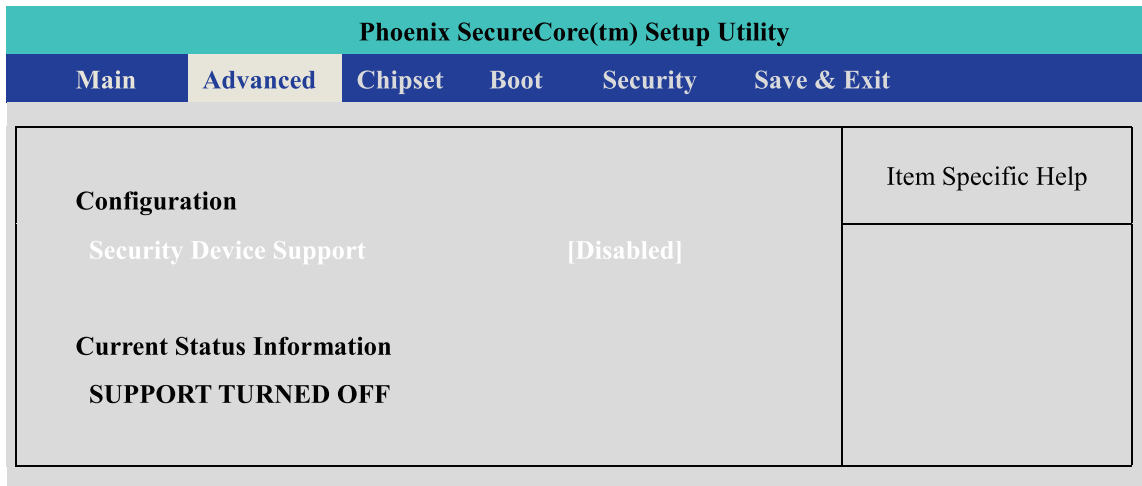 Phoenix SecureCore(tm) Setup Utility
Main Advanced Chipset Boot Security Save & Exit
Item Specific Help
Configuration
Security Device Support [Disabled]
Current Status Information
SUPPORT TURNED OFF